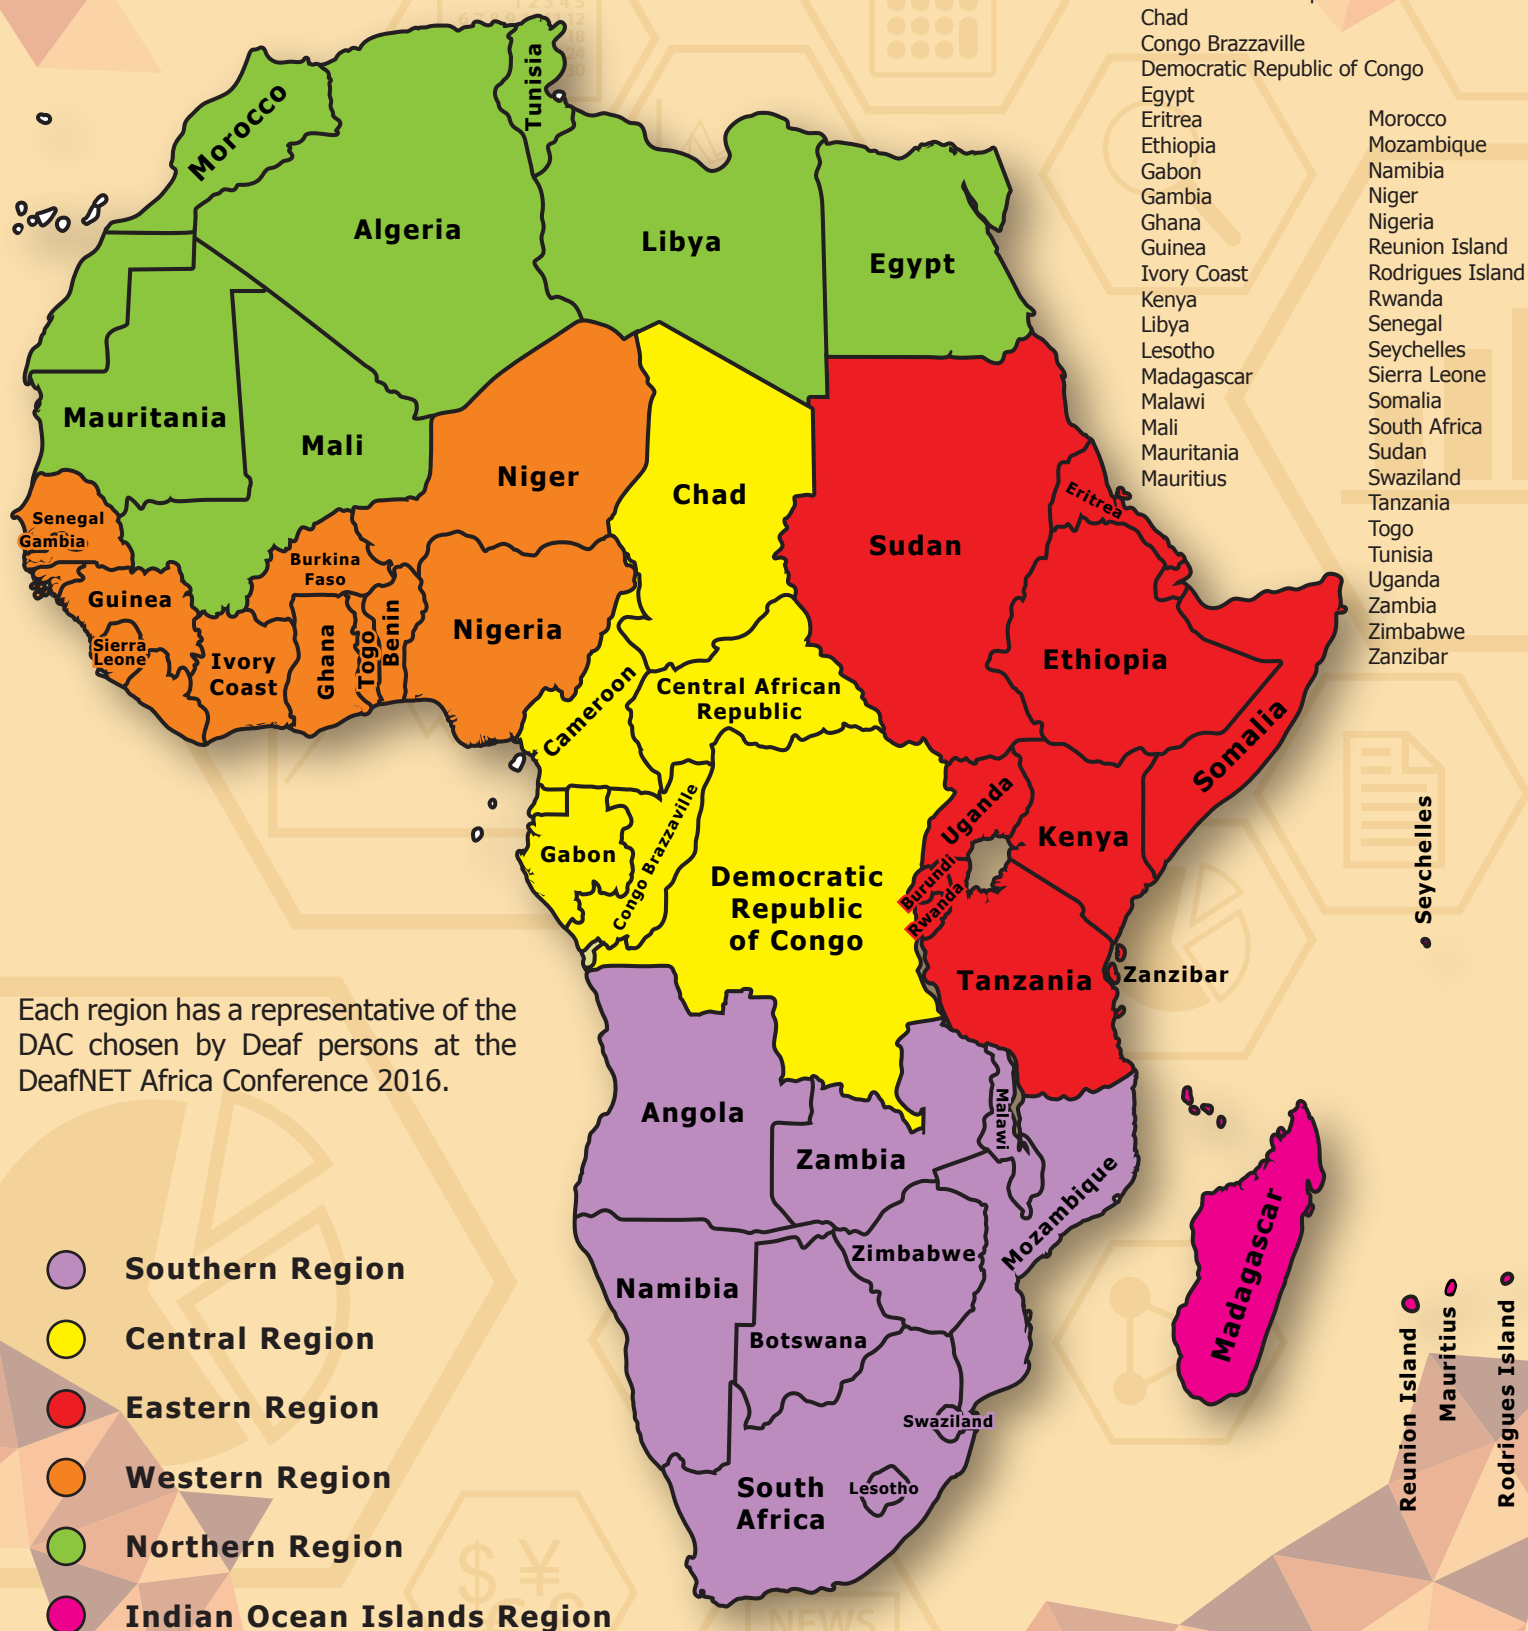 Chad
Congo Brazzaville
Democratic Republic of Congo
Egypt
Eritrea
Ethiopia
Gabon
Gambia
Ghana
Guinea
Ivory Coast
Kenya
Libya
Lesotho
Madagascar
Malawi
Mali
Mauritania
Mauritius
Morocco
Mozambique
Namibia
Niger
Nigeria
Reunion Island
Rodrigues Island
Rwanda
Senegal
Seychelles
Sierra Leone
Somalia
South Africa
Sudan
Swaziland
Tanzania
Togo
Tunisia
Uganda
Zambia
Zimbabwe
Zanzibar
Morocco
Tunisia
Algeria
Libya
Egypt
Mauritania
Mali
Niger
Chad
Sudan
Eritrea
Senegal
Gambia
Burkina
Faso
Guinea
Sierra
Leone
Ivory
Coast
Ghana
Togo
Benin
Nigeria
Cameroon
Central African
Republic
Ethiopia
Somalia
Uganda
Kenya
Gabon
Congo Brazzaville
Democratic
Republic
of Congo
Burundi
Rwanda
Tanzania
Zanzibar
Seychelles
Each region has a representative of the
DAC chosen by Deaf persons at the
DeafNET Africa Conference 2016.
Angola
Zambia
Malawi
Mozambique
Zimbabwe
Namibia
Botswana
Swaziland
South
Africa
Lesotho
Madagascar
Reunion Island
Mauritius
Rodrigues Island
Southern Region
Central Region
Eastern Region
Western Region
Northern Region
Indian Ocean Islands Region
$ ¥
NEWS